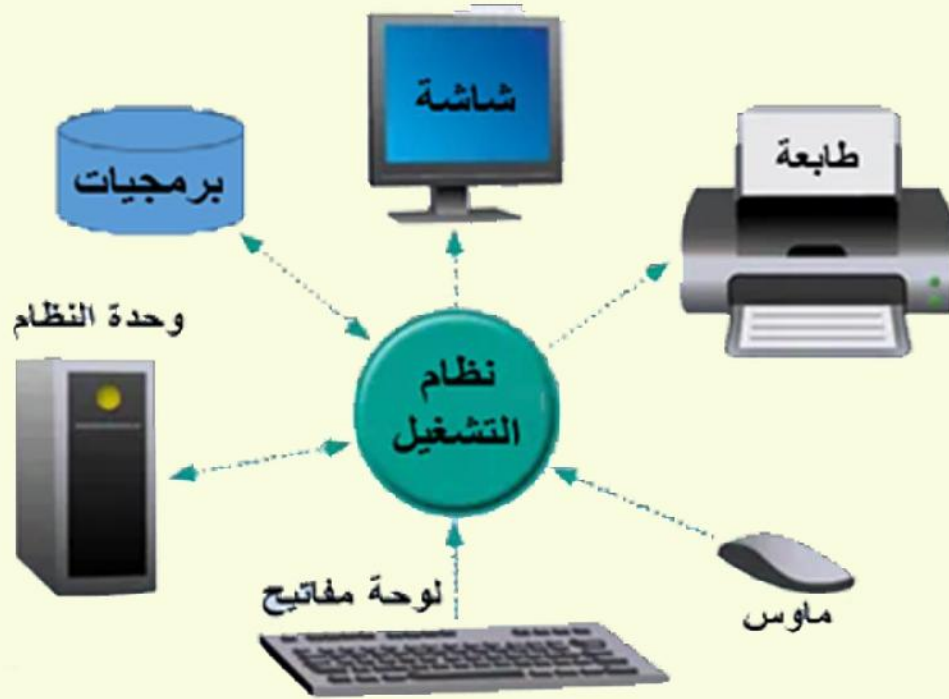 شاشة
طابعة
برمجيات
وحدة النظام
نظام
التشغيل
لوحة مفاتيح
ماوس